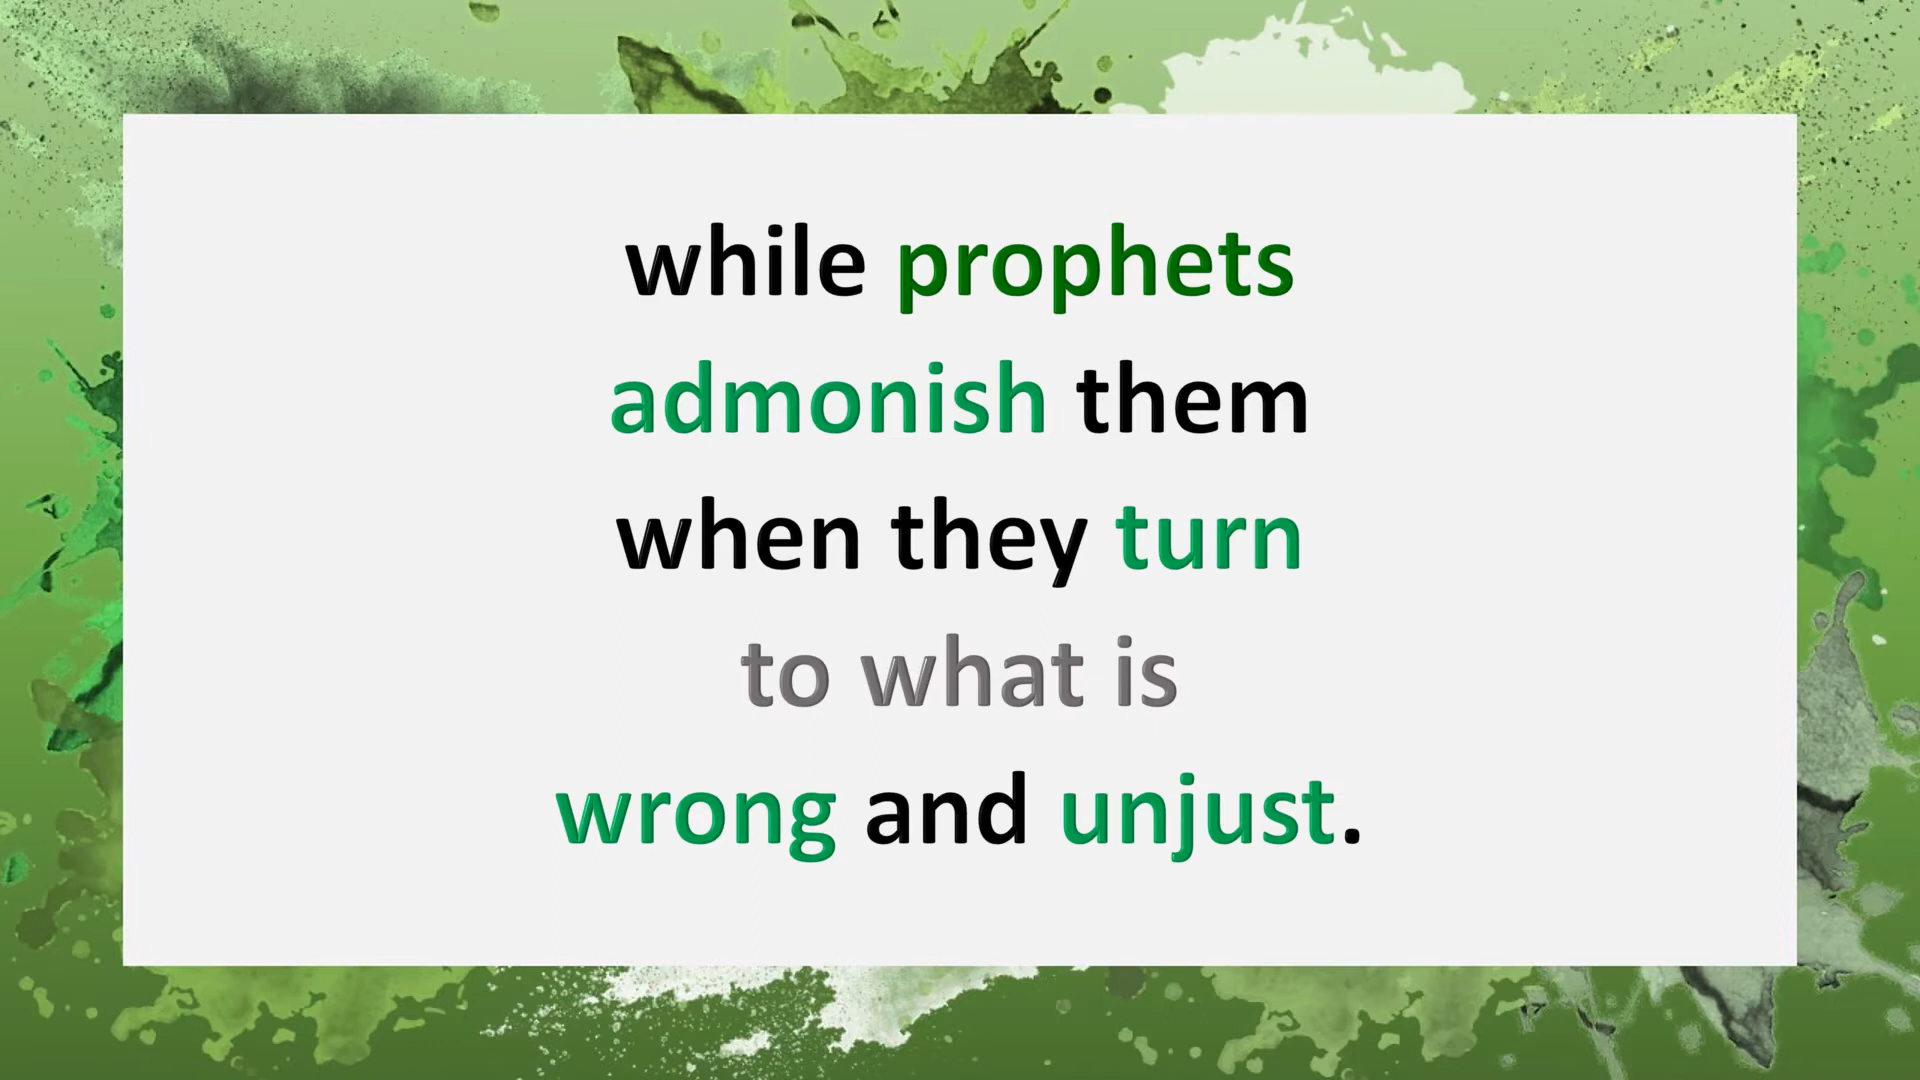 while prophets
admonish them
when they turn
to what is
wrong and unjust.